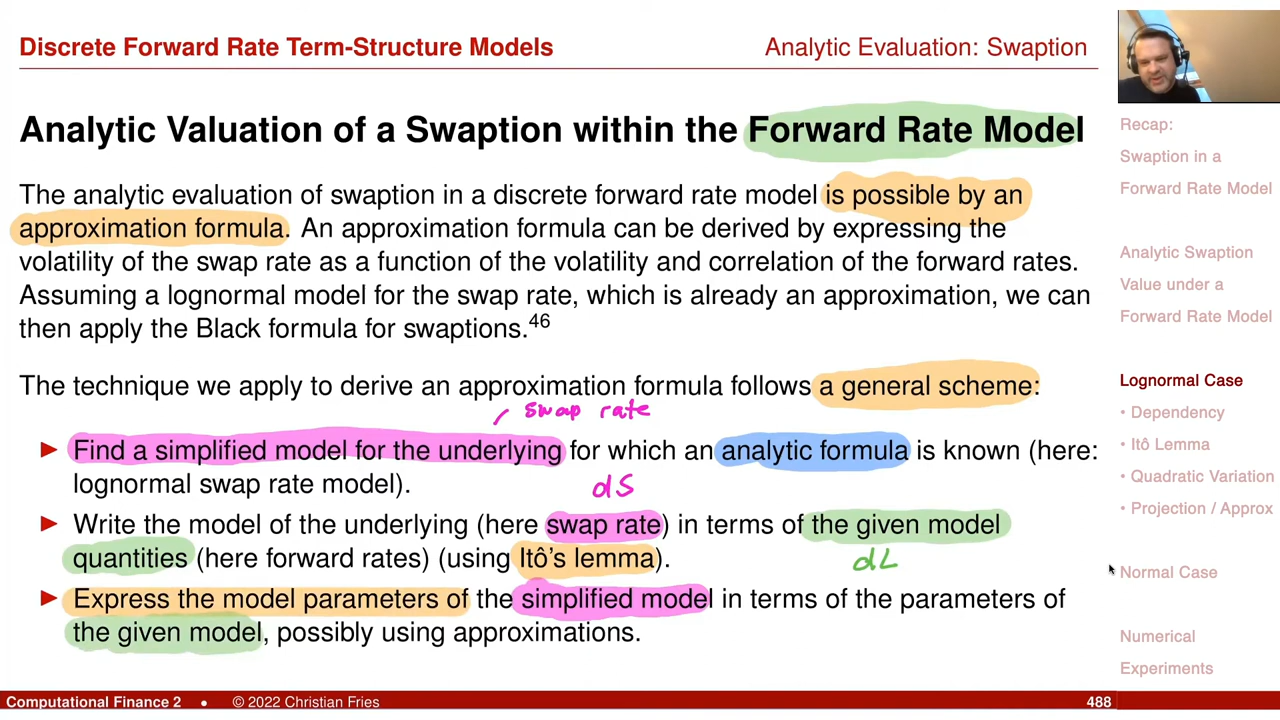 Discrete Forward Rate Term-Structure Models
Analytic Evaluation: Swaption
Analytic Valuation of a Swaption within the Forward Rate Model
The analytic evaluation of swaption in a discrete forward rate model is possible by an
approximation formula. An approximation formula can be derived by expressing the
volatility of the swap rate as a function of the volatility and correlation of the forward rates.
Assuming a lognormal model for the swap rate, which is already an approximation, we can
then apply the Black formula for swaptions.46
The technique we apply to derive an approximation formula follows a general scheme:
swap rate
► Find a simplified model for the underlying for which an analytic formula is known (here:
lognormal swap rate model).
dS
► Write the model of the underlying (here swap rate) in terms of the given model
quantities (here forward rates) (using Itô's lemma).
dL
► Express the model parameters of the simplified model in terms of the parameters of
the given model, possibly using approximations.
Recap:
Swaption in a
Forward Rate Model
Analytic Swaption
Value under a
Forward Rate Model
Lognormal Case
• Dependency
• Itô Lemma
• Quadratic Variation
• Projection / Approx
Normal Case
Numerical
Experiments
Computational Finance 2 • © 2022 Christian Fries
488